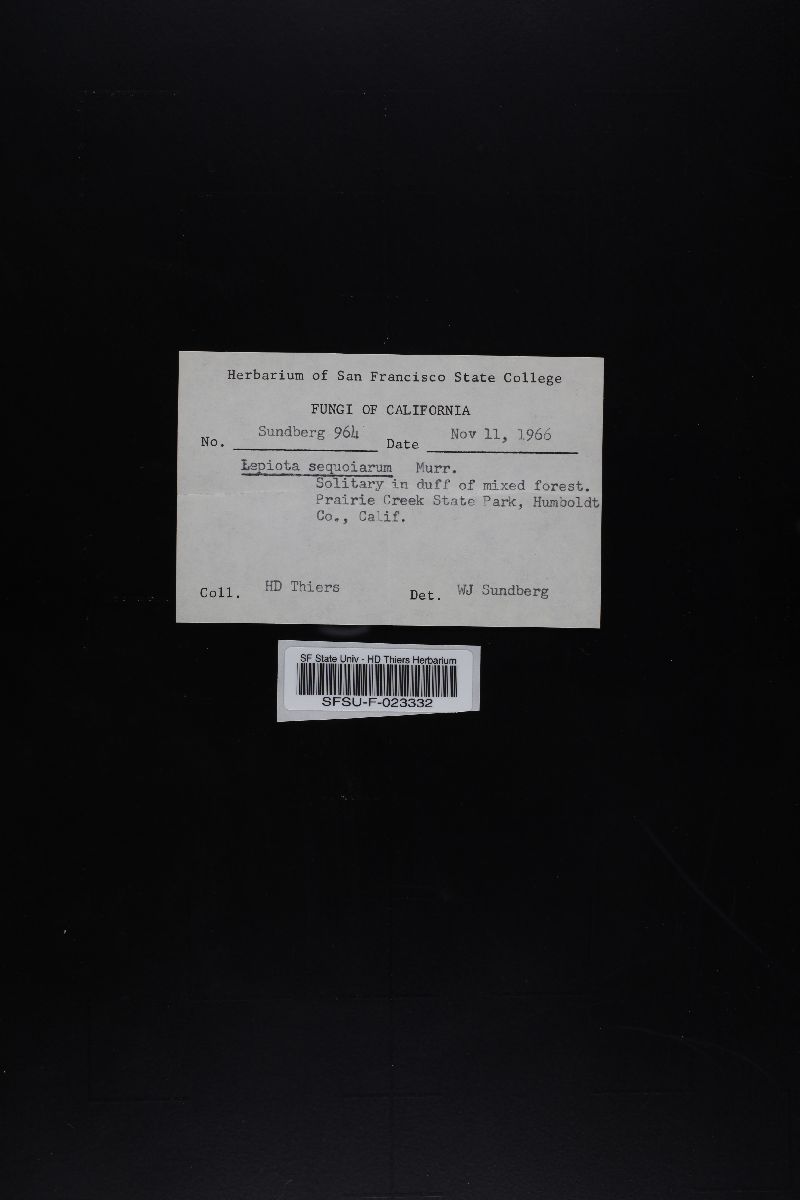 Herbarium of San Francisco State College
FUNGI OF CALIFORNIA
No. Sundberg 964 Date Nov 11, 1966
Lepiota sequoiarum Murr.
Solitary in duff of mixed forest.
Prairie Creek State Park, Humboldt
Co., Calif.
Coll. HD Thiers Det. WJ Sundberg
SF State Univ - HD Thiers Herbarium
SFSU-F-023332